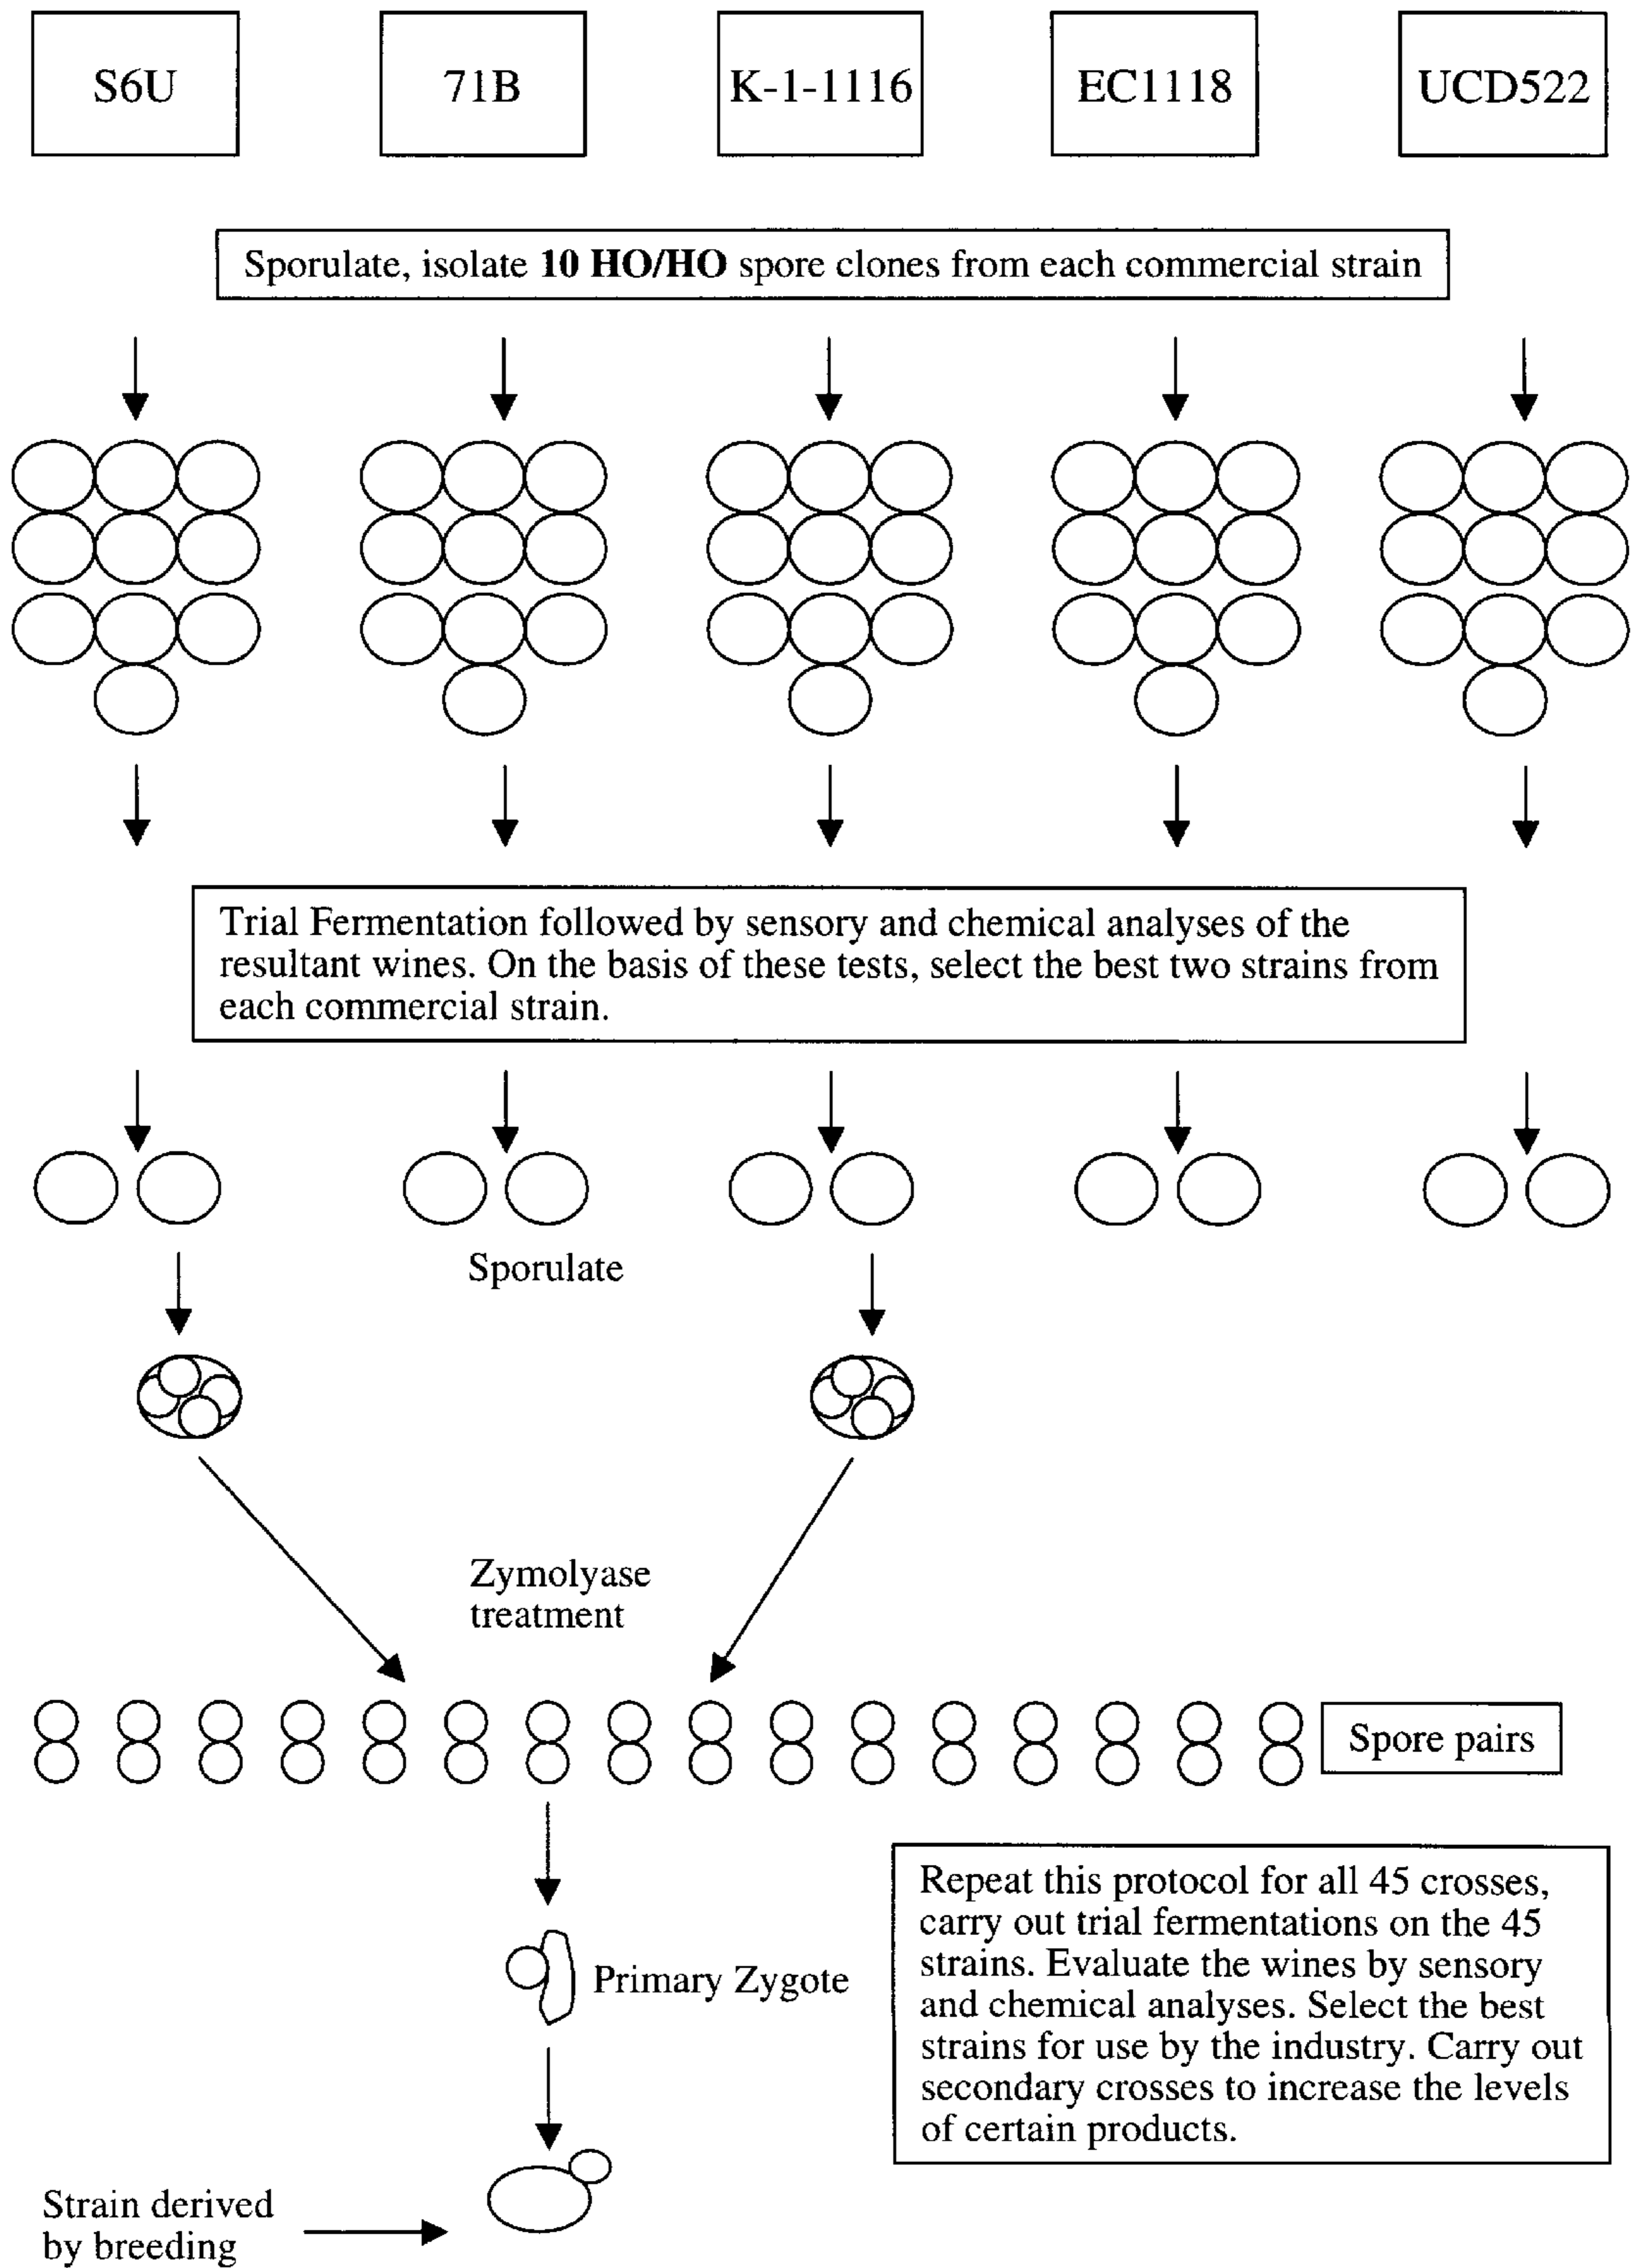 S6U
71B
K-1-1116
EC1118
UCD522
Sporulate, isolate 10 HO/HO spore clones from each commercial strain
Trial Fermentation followed by sensory and chemical analyses of the
resultant wines. On the basis of these tests, select the best two strains from
each commercial strain.
Sporulate
Zymolyase
treatment
Spore pairs
Primary Zygote
Repeat this protocol for all 45 crosses,
carry out trial fermentations on the 45
strains. Evaluate the wines by sensory
and chemical analyses. Select the best
strains for use by the industry. Carry out
secondary crosses to increase the levels
of certain products.
Strain derived
by breeding